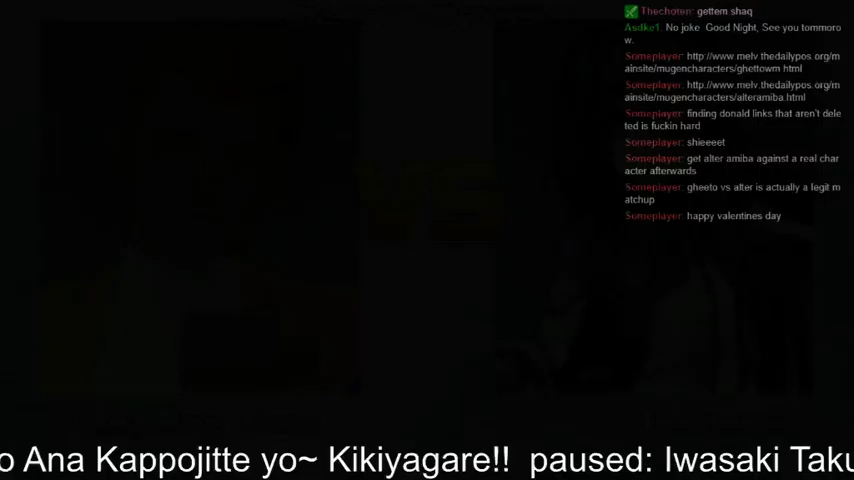 Thechoten: gettem shaq
Asdke1: No joke  Good Night, See you tommoro
w.
Someplayer: http://www.melv.thedailypos.org/m
ainsite/mugencharacters/ghettowm.html
Someplayer: http://www.melv.thedailypos.org/m
ainsite/mugencharacters/alteramiba.html
Someplayer: finding donald links that aren't dele
ted is fuckin hard
Someplayer: shieeeet
Someplayer: get alter amiba against a real char
acter afterwards
Someplayer: gheeto vs alter is actually a legit m
atchup
Someplayer: happy valentines day
o Ana Kappojitte yo~ Kikiyagare!!  paused: Iwasaki Taku